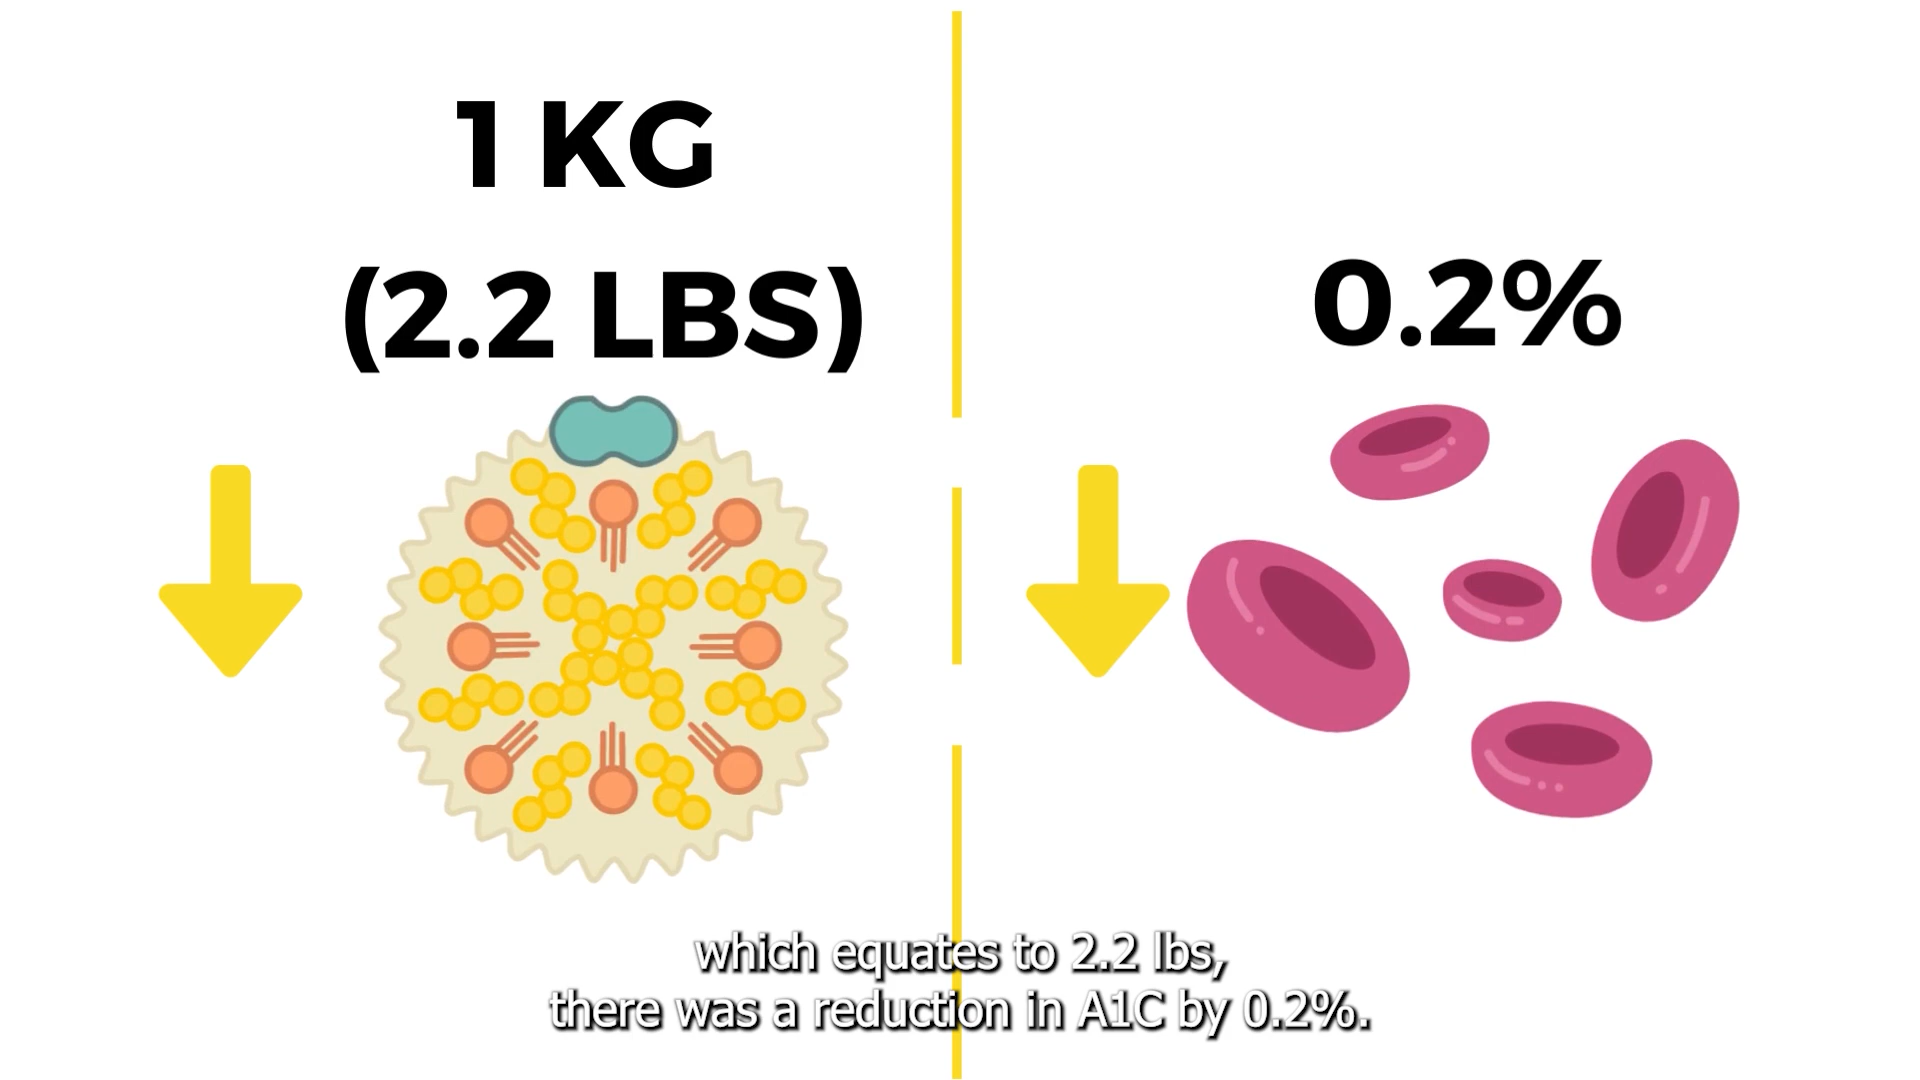 1 KG
(2.2 LBS)
0.2%
which equates to 2.2 lbs,
there was a reduction in A1C by 0.2%.